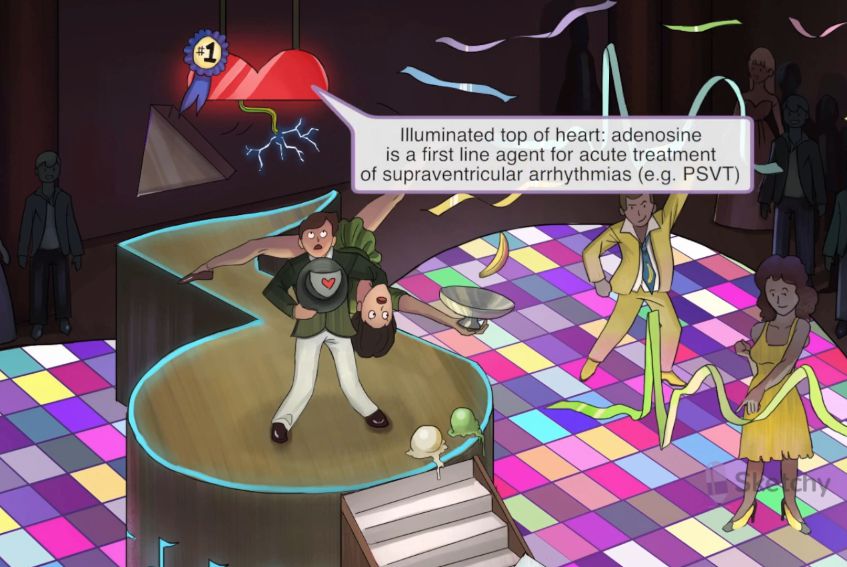 #1
Illuminated top of heart: adenosine
is a first line agent for acute treatment
of supraventricular arrhythmias (e.g. PSVT)
Sketchy